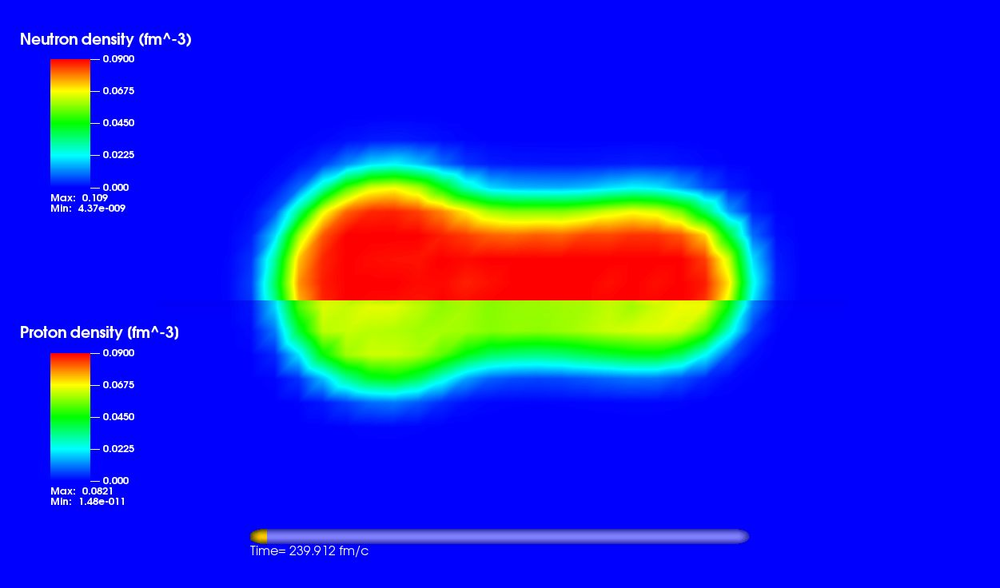 Neutron density (fm^-3)
0.0900
0.0675
0.0450
0.0225
0.000
Max: 0.109
Min: 4.37e-009
Proton density (fm^-3)
0.0900
0.0675
0.0450
0.0225
0.000
Max: 0.0821
Min: 1.48e-011
Time= 239.912 fm/c